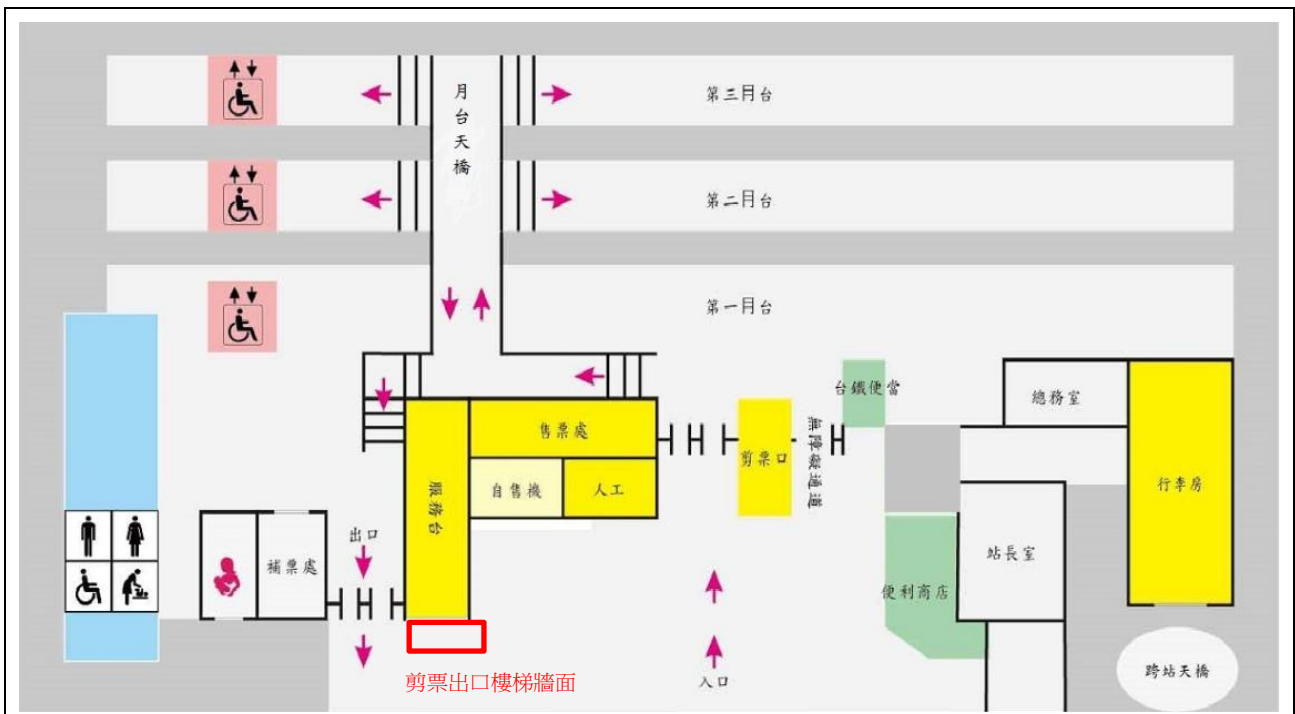 月台天橋
第三月台
第二月台
第一月台
台鐵便當
總務室
售票處
剪票口
無障礙通道
行李房
自售機
人工
服務台
出口
補票處
站長室
便利商店
剪票出口樓梯牆面
入口
跨站天橋